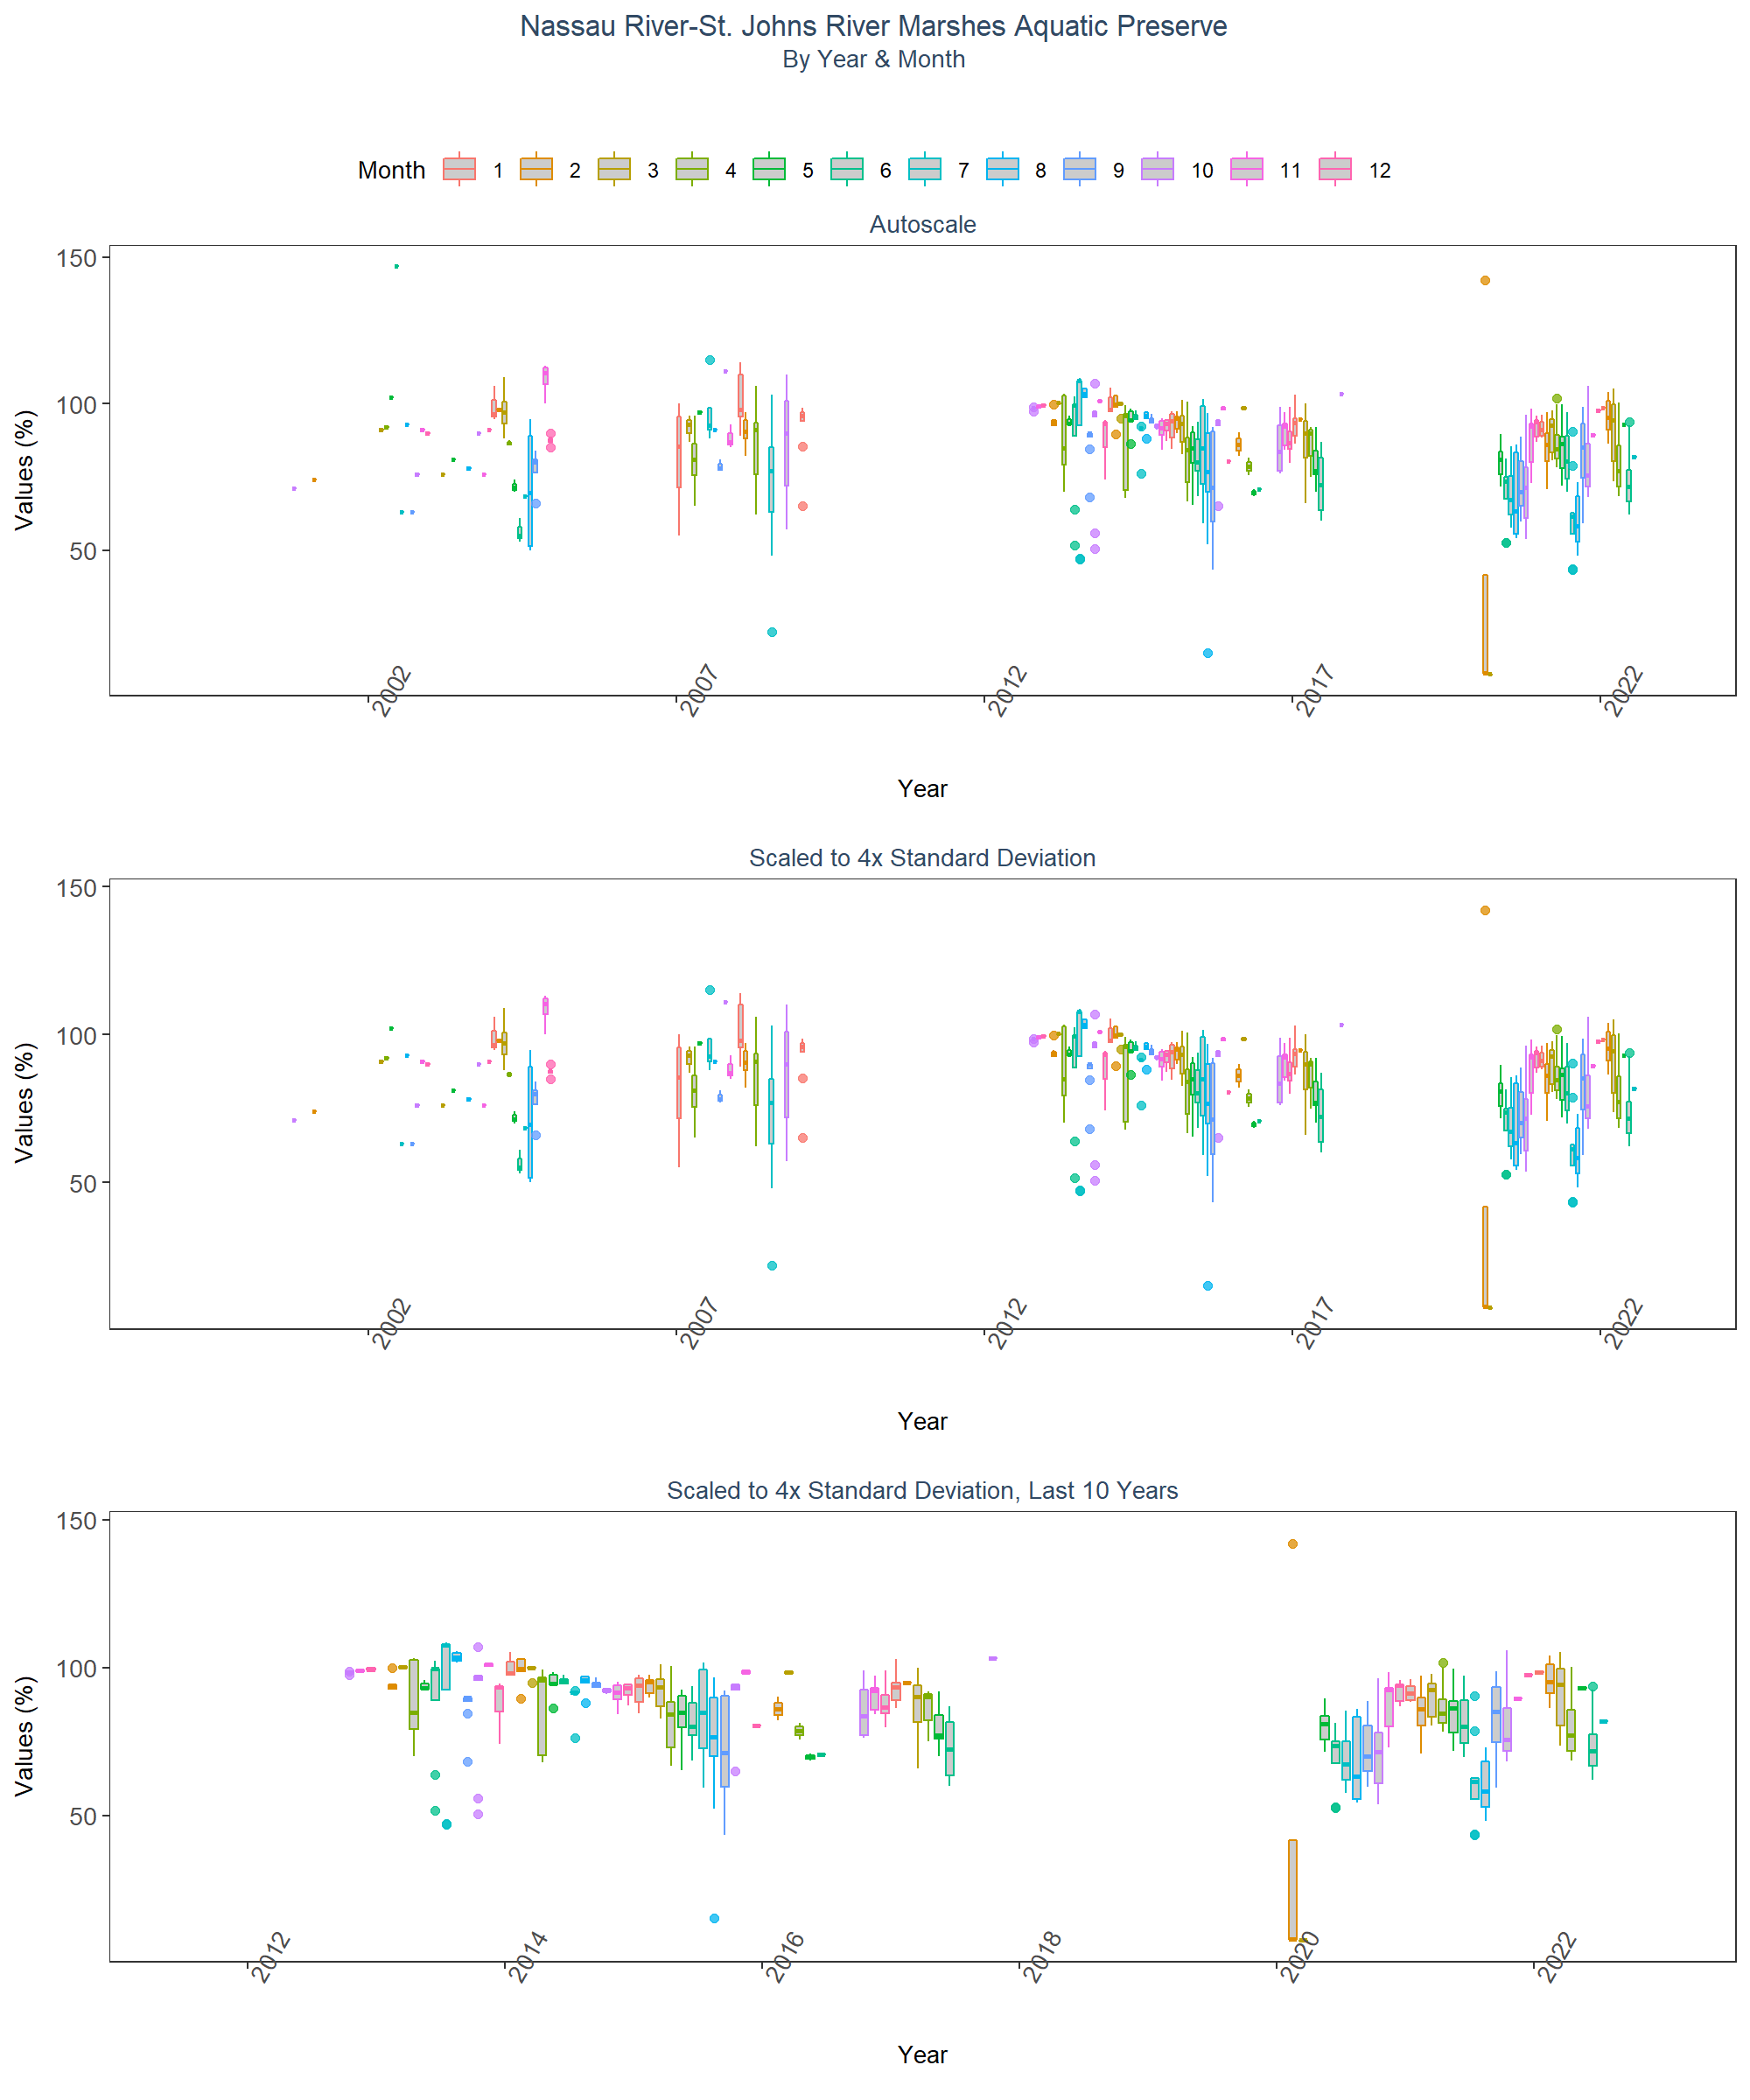 Nassau River-St. Johns River Marshes Aquatic Preserve
By Year & Month
Month 1 2 3 4 5 6 7 8 9 10 11 12
Autoscale
Values (%)
150
100
50
2002 2007 2012 2017 2022
Year
Scaled to 4x Standard Deviation
Values (%)
150
100
50
2002 2007 2012 2017 2022
Year
Scaled to 4x Standard Deviation, Last 10 Years
Values (%)
150
100
50
2012 2014 2016 2018 2020 2022
Year